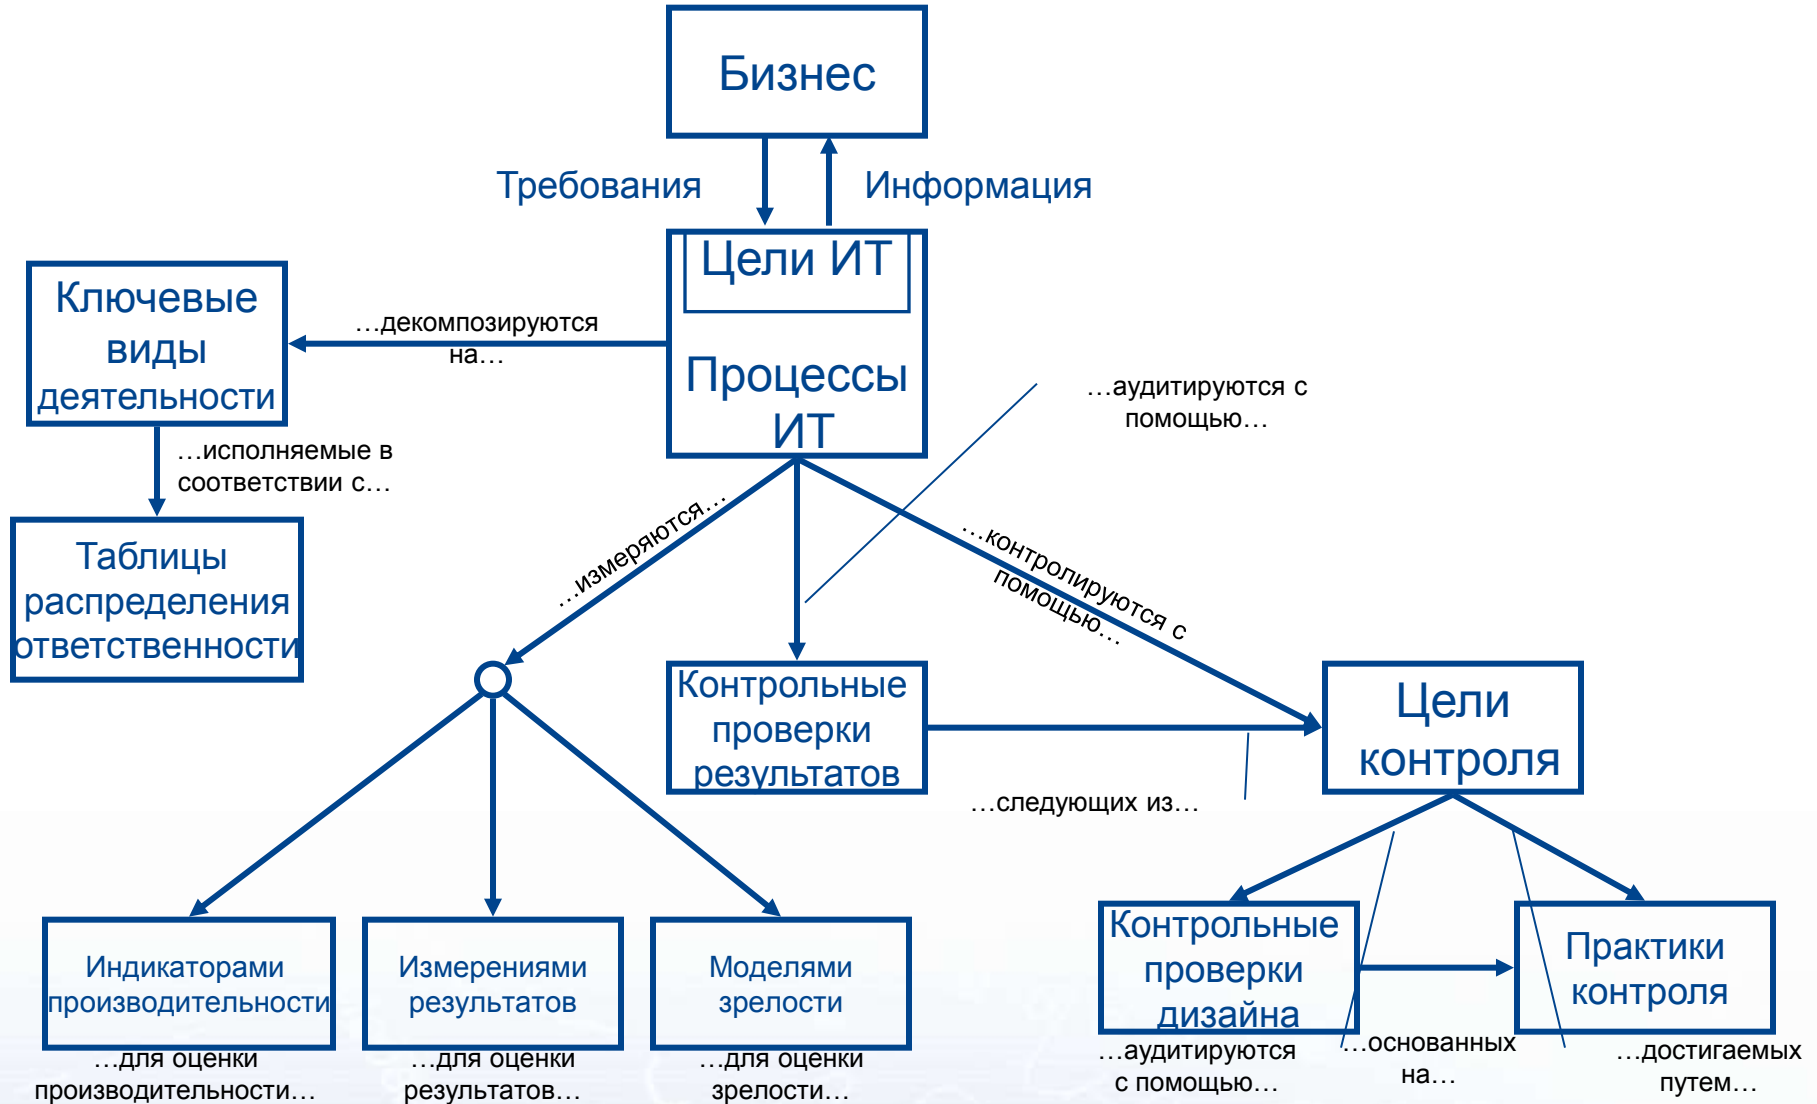 Бизнес
Требования
Информация
Цели ИТ
Процессы
ИТ
Ключевые
виды
деятельности
…декомпозируются
на…
…аудитируются с
помощью…
…исполняемые в
соответствии с…
Таблицы
распределения
ответственности
…измеряются…
…контролируются с
помощью…
Контрольные
проверки
результатов
Цели
контроля
…следующих из…
Индикаторами
производительности
Измерениями
результатов
Моделями
зрелости
Контрольные
проверки
дизайна
Практики
контроля
…для оценки
производительности…
…для оценки
результатов…
…для оценки
зрелости…
…аудитируются
с помощью…
…основанных
на…
…достигаемых
путем…